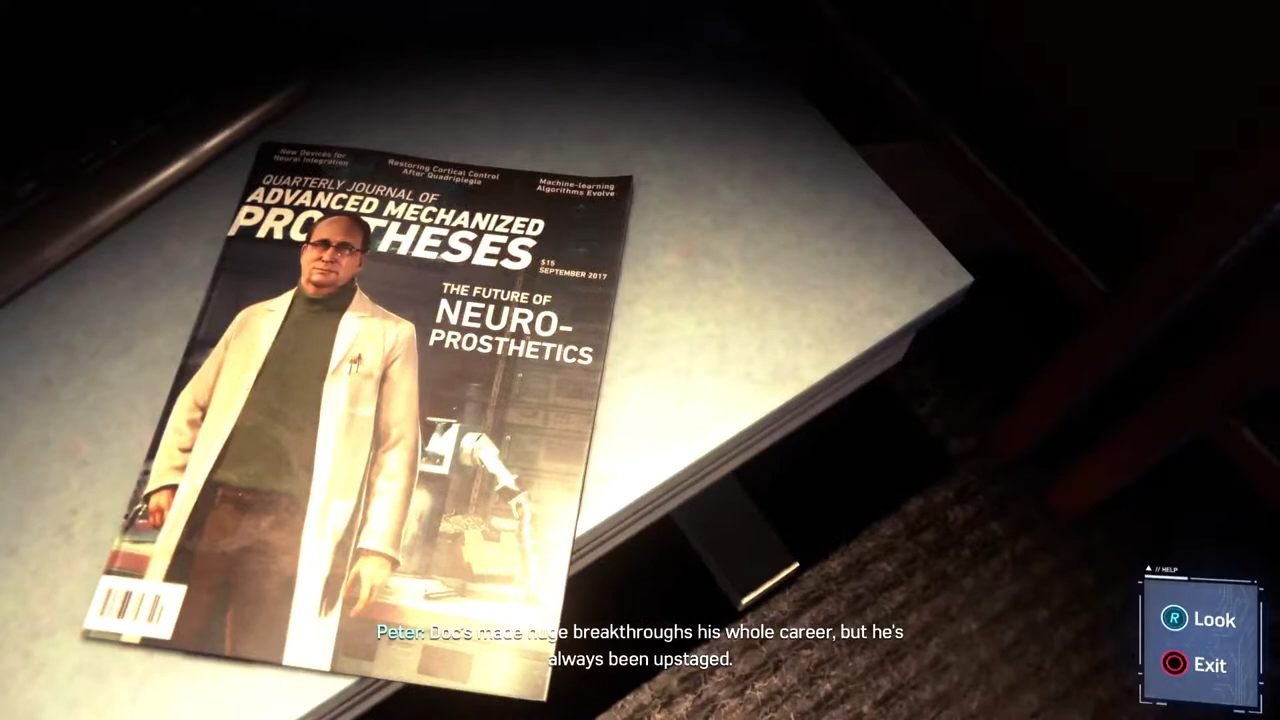 New Devices for
Neural Integration
Restoring Cortical Control
After Quadriplegia
Machine-learning
Algorithms Evolve
QUARTERLY JOURNAL OF
ADVANCED MECHANIZED
PROSTHESES
$15
SEPTEMBER 2017
THE FUTURE OF
NEURO-
PROSTHETICS
Peter: Doc's made huge breakthroughs his whole career, but he's
always been upstaged.
// HELP
R Look
Exit